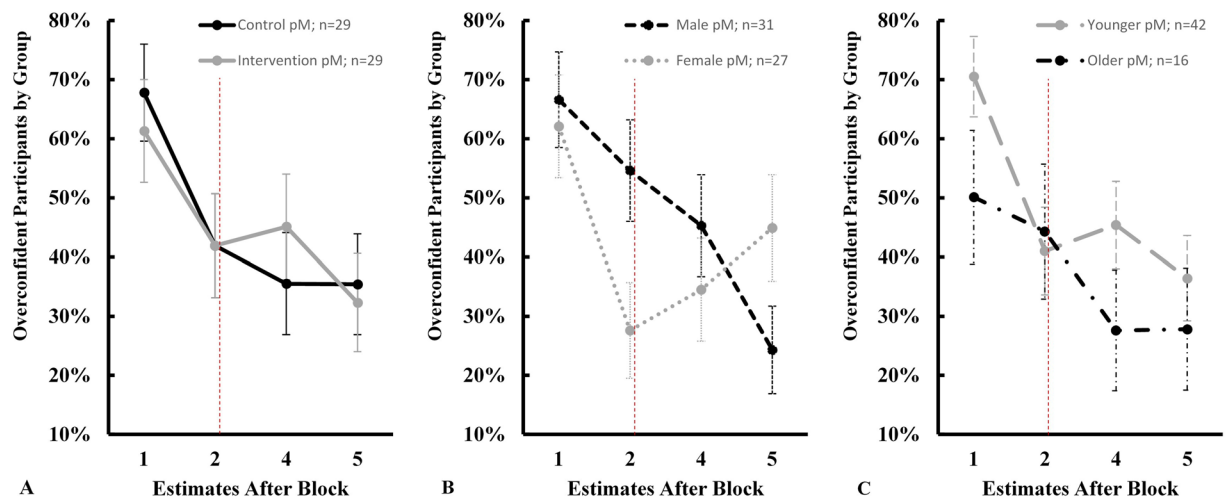 Overconfident Participants by Group
80%
70%
60%
50%
40%
30%
20%
10%
Control pM; n=29
Intervention pM; n=29
1 2 4 5
A
Estimates After Block
Overconfident Participants by Group
80%
70%
60%
50%
40%
30%
20%
10%
Male pM; n=31
Female pM; n=27
1 2 4 5
B
Estimates After Block
Overconfident Participants by Group
80%
70%
60%
50%
40%
30%
20%
10%
Younger pM; n=42
Older pM; n=16
1 2 4 5
C
Estimates After Block